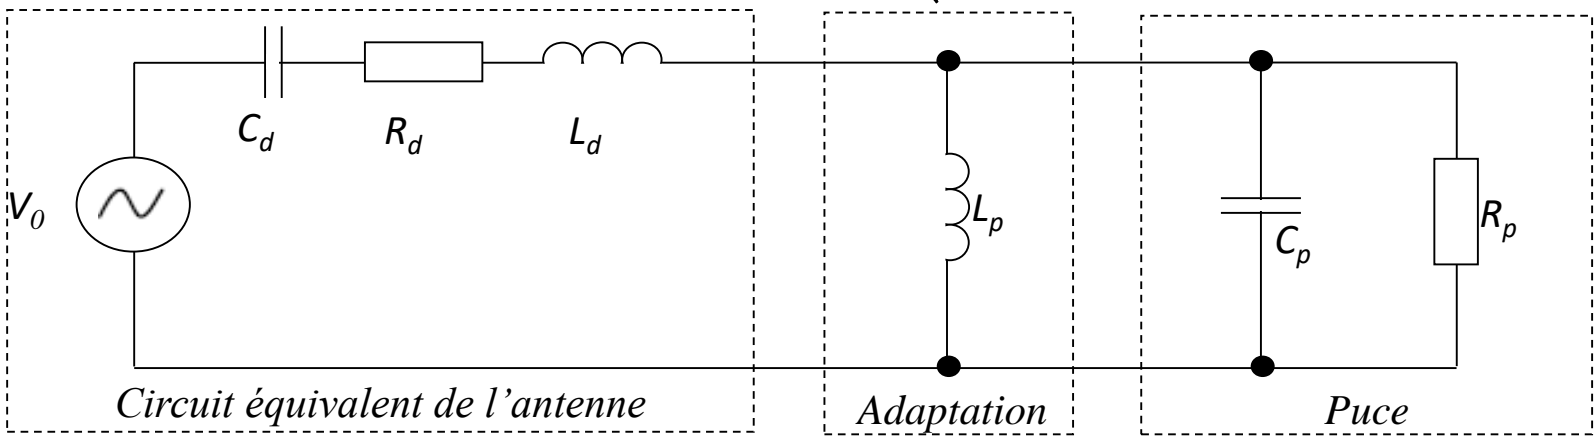 C_d
R_d
L_d
V_0
L_p
C_p
R_p
Circuit équivalent de l’antenne
Adaptation
Puce